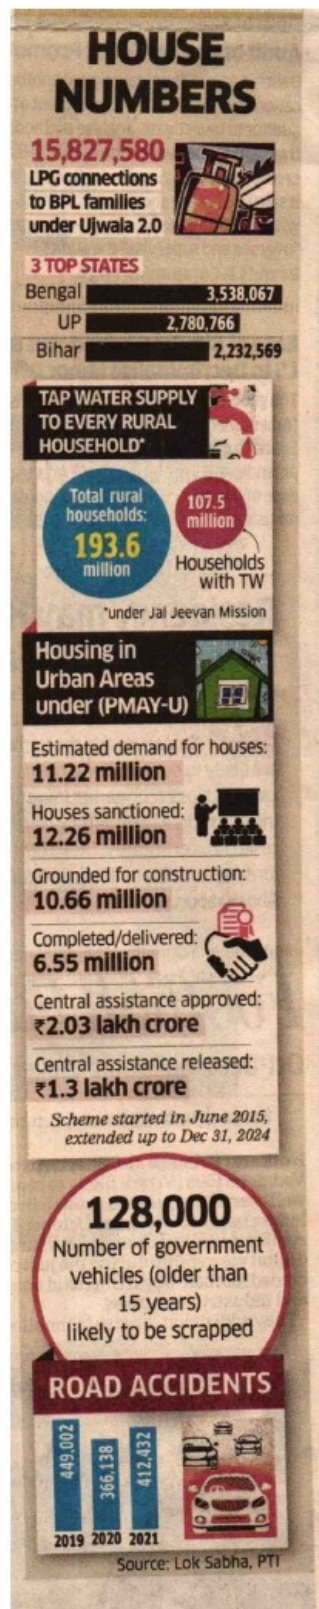 HOUSE
NUMBERS
15,827,580
LPG connections
to BPL families
under Ujwala 2.0
3 TOP STATES
Bengal 3,538,067
UP 2,780,766
Bihar 2,232,569
TAP WATER SUPPLY
TO EVERY RURAL
HOUSEHOLD*
Total rural
households:
193.6
million
107.5
million
Households
with TW
*under Jal Jeevan Mission
Housing in
Urban Areas
under (PMAY-U)
Estimated demand for houses:
11.22 million
Houses sanctioned:
12.26 million
Grounded for construction:
10.66 million
Completed/delivered:
6.55 million
Central assistance approved:
₹2.03 lakh crore
Central assistance released:
₹1.3 lakh crore
Scheme started in June 2015,
extended up to Dec 31, 2024
128,000
Number of government
vehicles (older than
15 years)
likely to be scrapped
ROAD ACCIDENTS
449,002 366,138 412,432
2019 2020 2021
Source: Lok Sabha, PTI